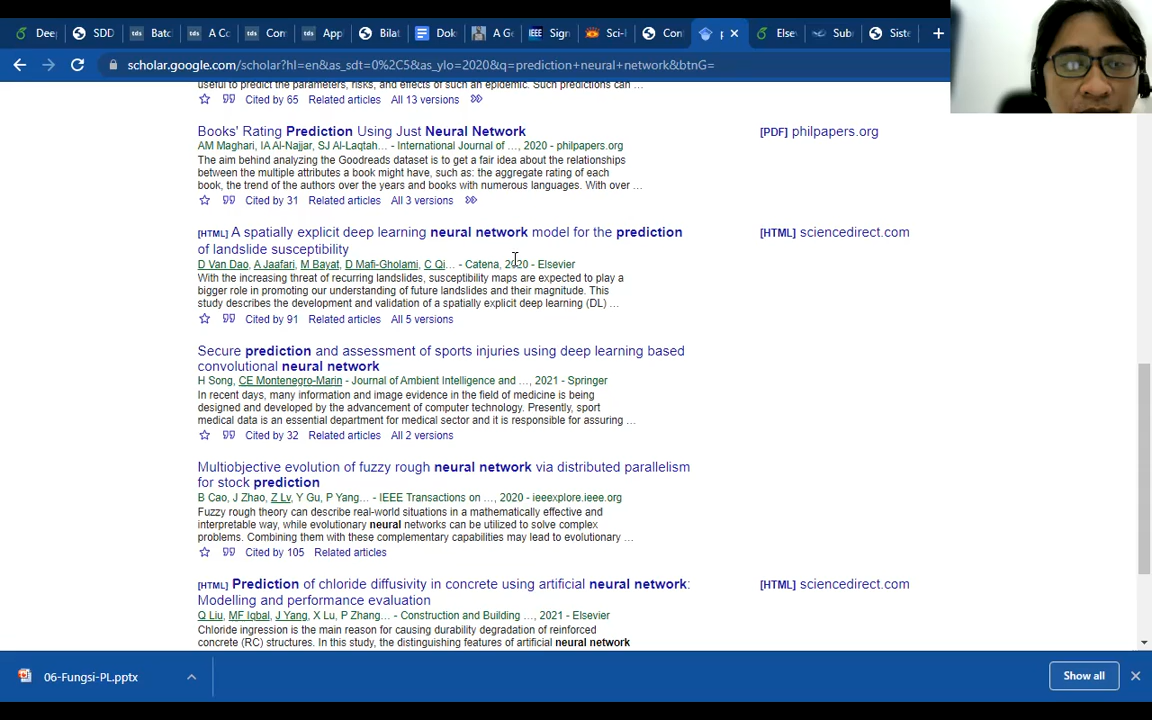 Deep
SDD
tds
Batc
tds
A Co
tds
Com
tds
App
Bilat
Dok
A Ge
IEEE
Sign
Sci-
Con
p
Else
Sub
Siste
scholar.google.com/scholar?hl=en&as_sdt=0%2C5&as_ylo=2020&q=prediction+neural+network&btnG=
useful to predict the parameters, risks, and effects of such an epidemic. Such predictions can ...
Cited by 65 Related articles All 13 versions
Books' Rating Prediction Using Just Neural Network
[PDF] philpapers.org
AM Maghari, IA Al-Najjar, SJ Al-Laqtah... - International Journal of ..., 2020 - philpapers.org
The aim behind analyzing the Goodreads dataset is to get a fair idea about the relationships
between the multiple attributes a book might have, such as: the aggregate rating of each
book, the trend of the authors over the years and books with numerous languages. With over ...
Cited by 31 Related articles All 3 versions
[HTML] A spatially explicit deep learning neural network model for the prediction
of landslide susceptibility
[HTML] sciencedirect.com
D Van Dao, A Jaafari, M Bayat, D Mafi-Gholami, C Qi... - Catena, 2020 - Elsevier
With the increasing threat of recurring landslides, susceptibility maps are expected to play a
bigger role in promoting our understanding of future landslides and their magnitude. This
study describes the development and validation of a spatially explicit deep learning (DL) ...
Cited by 91 Related articles All 5 versions
Secure prediction and assessment of sports injuries using deep learning based
convolutional neural network
H Song, CE Montenegro-Marin - Journal of Ambient Intelligence and ..., 2021 - Springer
In recent days, many information and image evidence in the field of medicine is being
designed and developed by the advancement of computer technology. Presently, sport
medical data is an essential department for medical sector and it is responsible for assuring ...
Cited by 32 Related articles All 2 versions
Multiobjective evolution of fuzzy rough neural network via distributed parallelism
for stock prediction
B Cao, J Zhao, Z Lv, Y Gu, P Yang... - IEEE Transactions on ..., 2020 - ieeexplore.ieee.org
Fuzzy rough theory can describe real-world situations in a mathematically effective and
interpretable way, while evolutionary neural networks can be utilized to solve complex
problems. Combining them with these complementary capabilities may lead to evolutionary ...
Cited by 105 Related articles
[HTML] Prediction of chloride diffusivity in concrete using artificial neural network:
Modelling and performance evaluation
[HTML] sciencedirect.com
Q Liu, MF Iqbal, J Yang, X Lu, P Zhang... - Construction and Building ..., 2021 - Elsevier
Chloride ingression is the main reason for causing durability degradation of reinforced
concrete (RC) structures. In this study, the distinguishing features of artificial neural network
06-Fungsi-PL.pptx
Show all